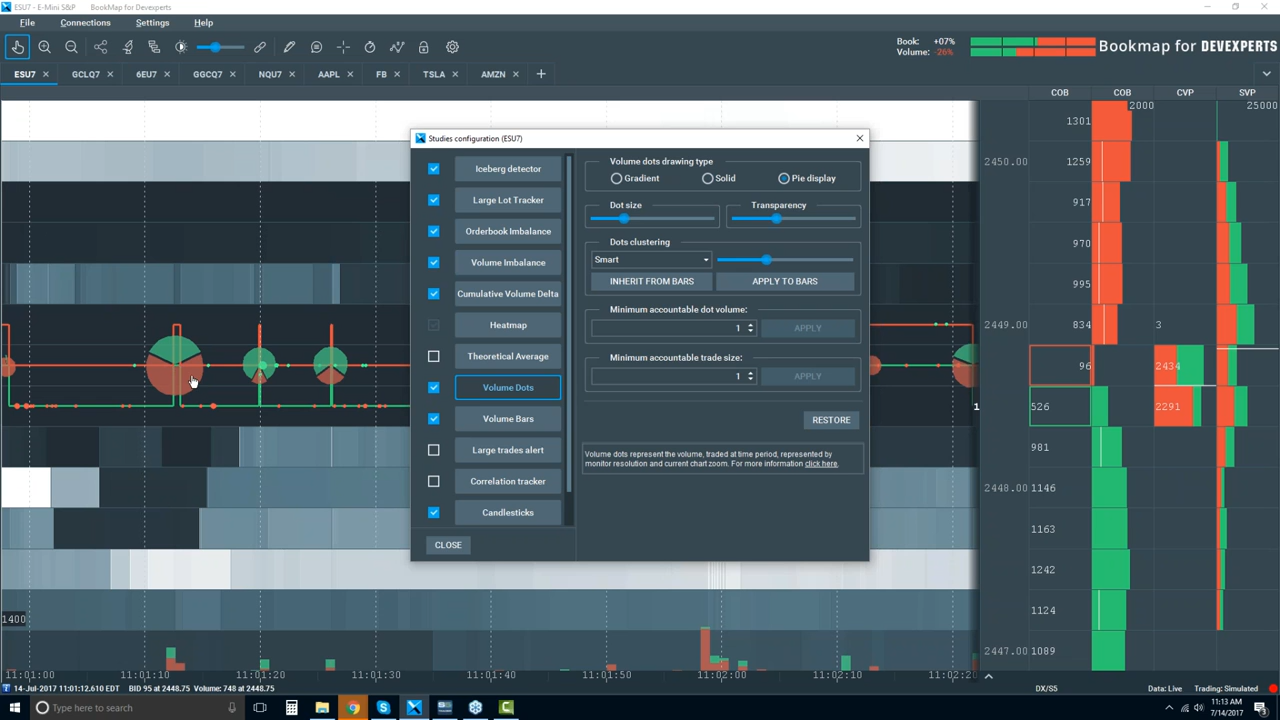 ESU7 - E-Mini S&P BookMap for Devexperts
File Connections Settings Help
Book: +07%
Volume: -26%
Bookmap for DEVEXPERTS
ESU7 GCLQ7 6EU7 GGCQ7 NQU7 AAPL FB TSLA AMZN
COB COB CVP SVP
2000 25000
Studies configuration (ESU7)
Iceberg detector
Large Lot Tracker
Orderbook Imbalance
Volume Imbalance
Cumulative Volume Delta
Heatmap
Theoretical Average
Volume Dots
Volume Bars
Large trades alert
Correlation tracker
Candlesticks
CLOSE
Volume dots drawing type
Gradient Solid Pie display
Dot size Transparency
Dots clustering
Smart
INHERIT FROM BARS APPLY TO BARS
Minimum accountable dot volume:
1 APPLY
Minimum accountable trade size:
1 APPLY
RESTORE
Volume dots represent the volume, traded at time period, represented by
monitor resolution and current chart zoom. For more information click here.
1301
2450.00 1259
917
970
995
2449.00 834 3
96 2434
1 526 2291
981
2448.00 1146
1163
1242
1124
2447.00 1089
1400
11:01:00 11:01:10 11:01:20 11:01:30 11:01:40 11:01:50 11:02:00 11:02:10 11:02:20
14-Jul-2017 11:01:12.610 EDT BID 95 at 2448.75 Volume: 748 at 2448.75
DX/S5 Data: Live Trading: Simulated
Type here to search
11:13 AM
7/14/2017
3